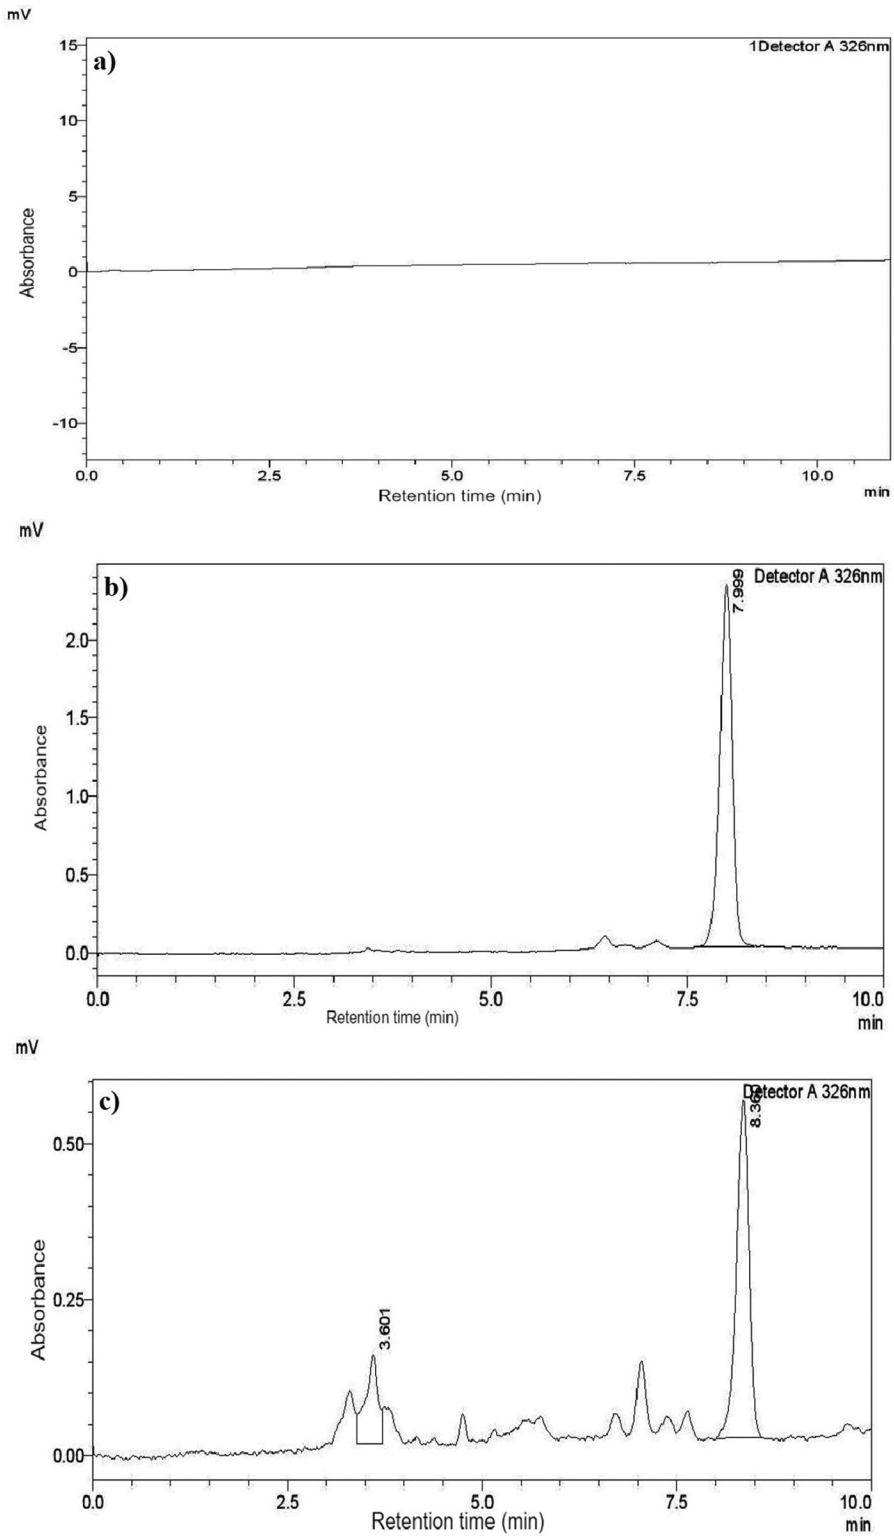 mV
a)
1Detector A 326nm
15
10
5
0
-5
-10
Absorbance
0.0 2.5 5.0 7.5 10.0
min
Retention time (min)
mV
b)
Detector A 326nm
7.999
2.0
1.5
1.0
0.5
0.0
Absorbance
0.0 2.5 5.0 7.5 10.0
Retention time (min)
min
mV
c)
Detector A 326nm
0.50
0.25
0.00
Absorbance
3.601
0.0 2.5 5.0 7.5 10.0
Retention time (min)
min